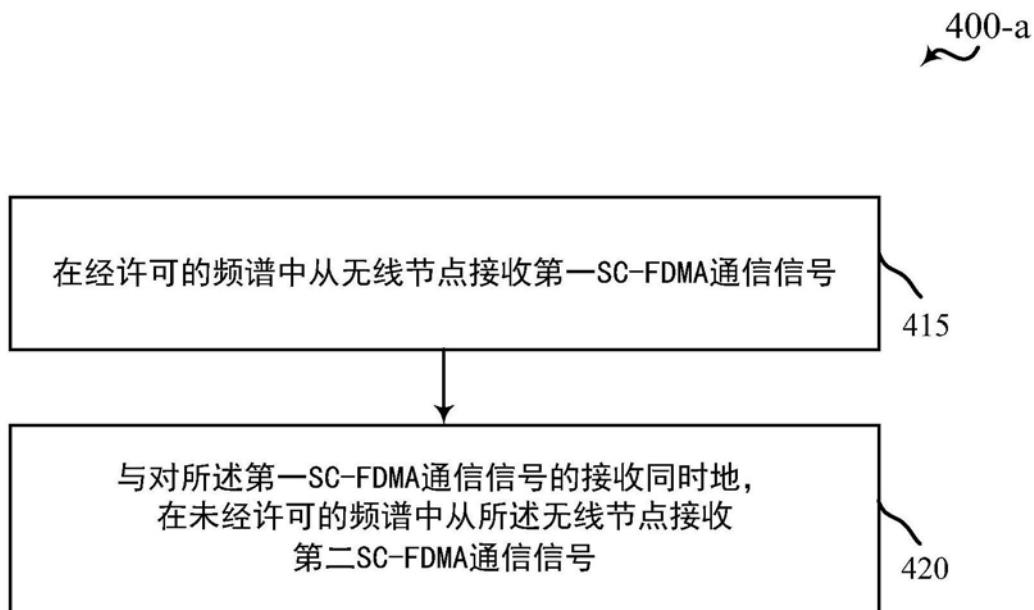 400-a
在经许可的频谱中从无线节点接收第一SC-FDMA通信信号
415
与对所述第一SC-FDMA通信信号的接收同时地，
在未经许可的频谱中从所述无线节点接收
第二SC-FDMA通信信号
420